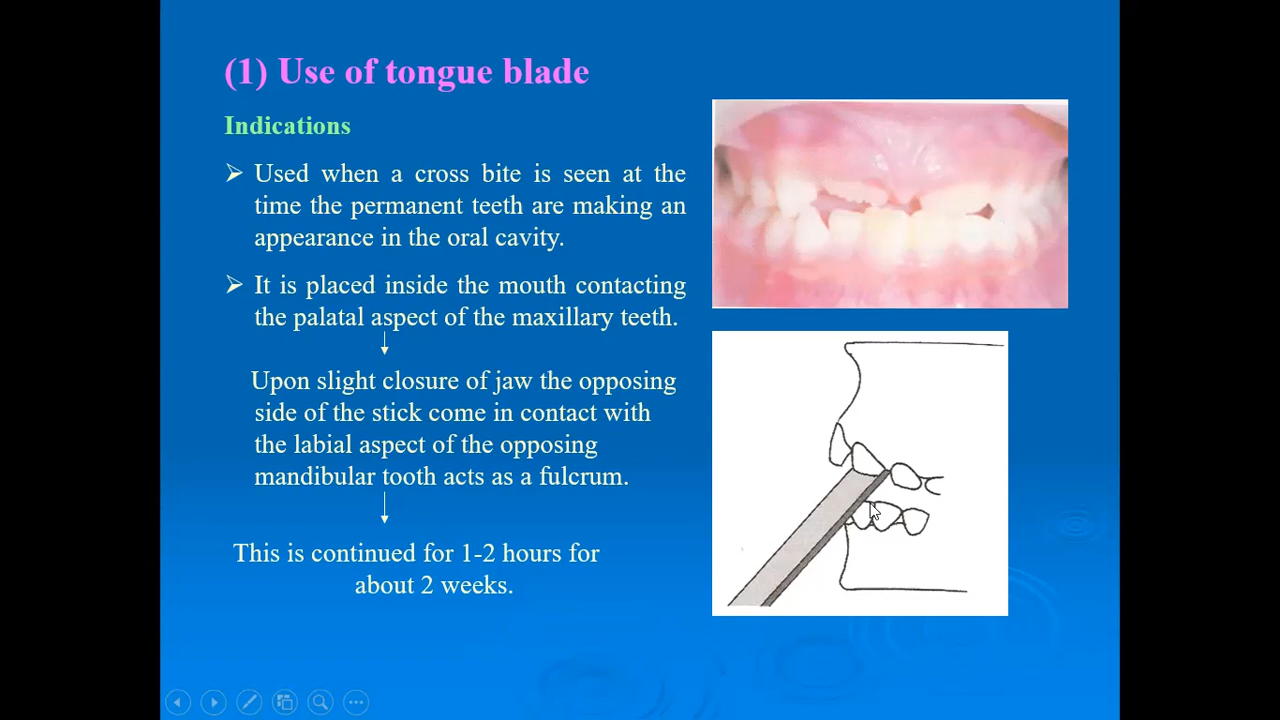 (1) Use of tongue blade
Indications
➢ Used when a cross bite is seen at the
time the permanent teeth are making an
appearance in the oral cavity.
➢ It is placed inside the mouth contacting
the palatal aspect of the maxillary teeth.
Upon slight closure of jaw the opposing
side of the stick come in contact with
the labial aspect of the opposing
mandibular tooth acts as a fulcrum.
This is continued for 1-2 hours for
about 2 weeks.